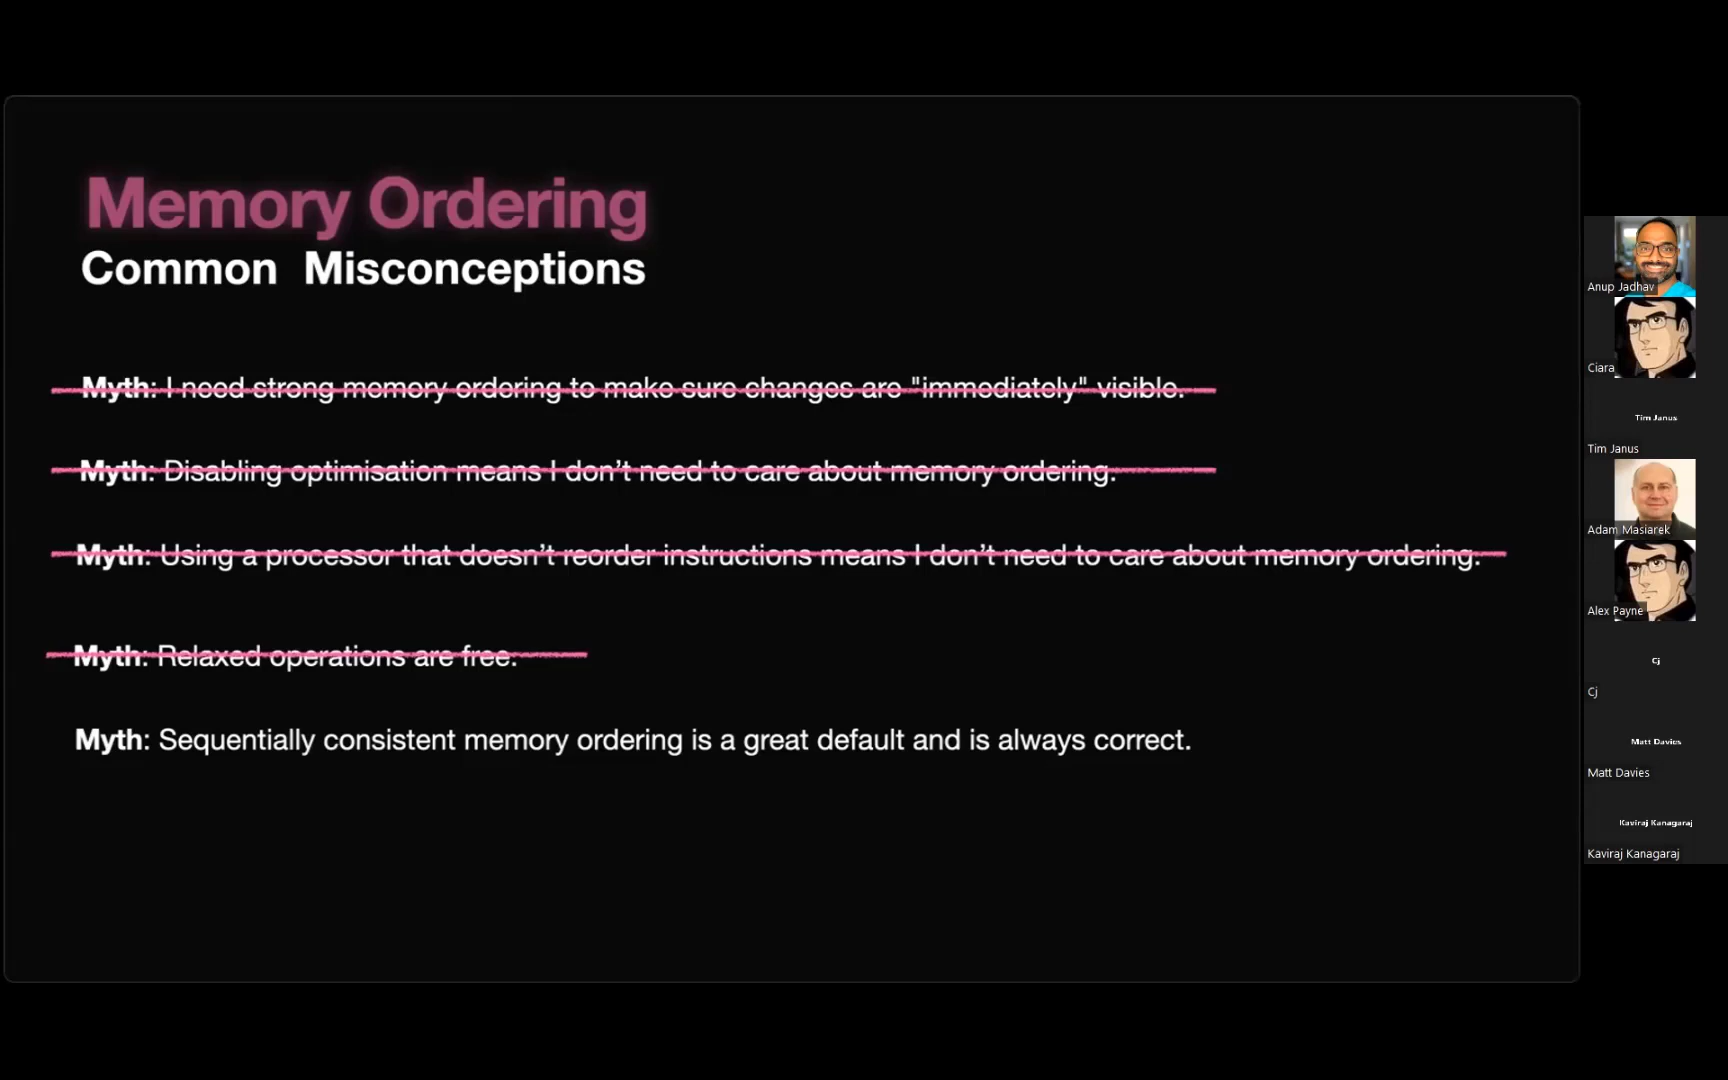 Memory Ordering
Common Misconceptions
Myth: I need strong memory ordering to make sure changes are "immediately" visible.
Myth: Disabling optimisation means I don’t need to care about memory ordering.
Myth: Using a processor that doesn’t reorder instructions means I don’t need to care about memory ordering.
Myth: Relaxed operations are free.
Myth: Sequentially consistent memory ordering is a great default and is always correct.
Anup Jadhav
Ciara
Tim Janus
Tim Janus
Adam Masiarek
Alex Payne
Cj
Cj
Matt Davies
Matt Davies
Kaviraj Kanagaraj
Kaviraj Kanagaraj